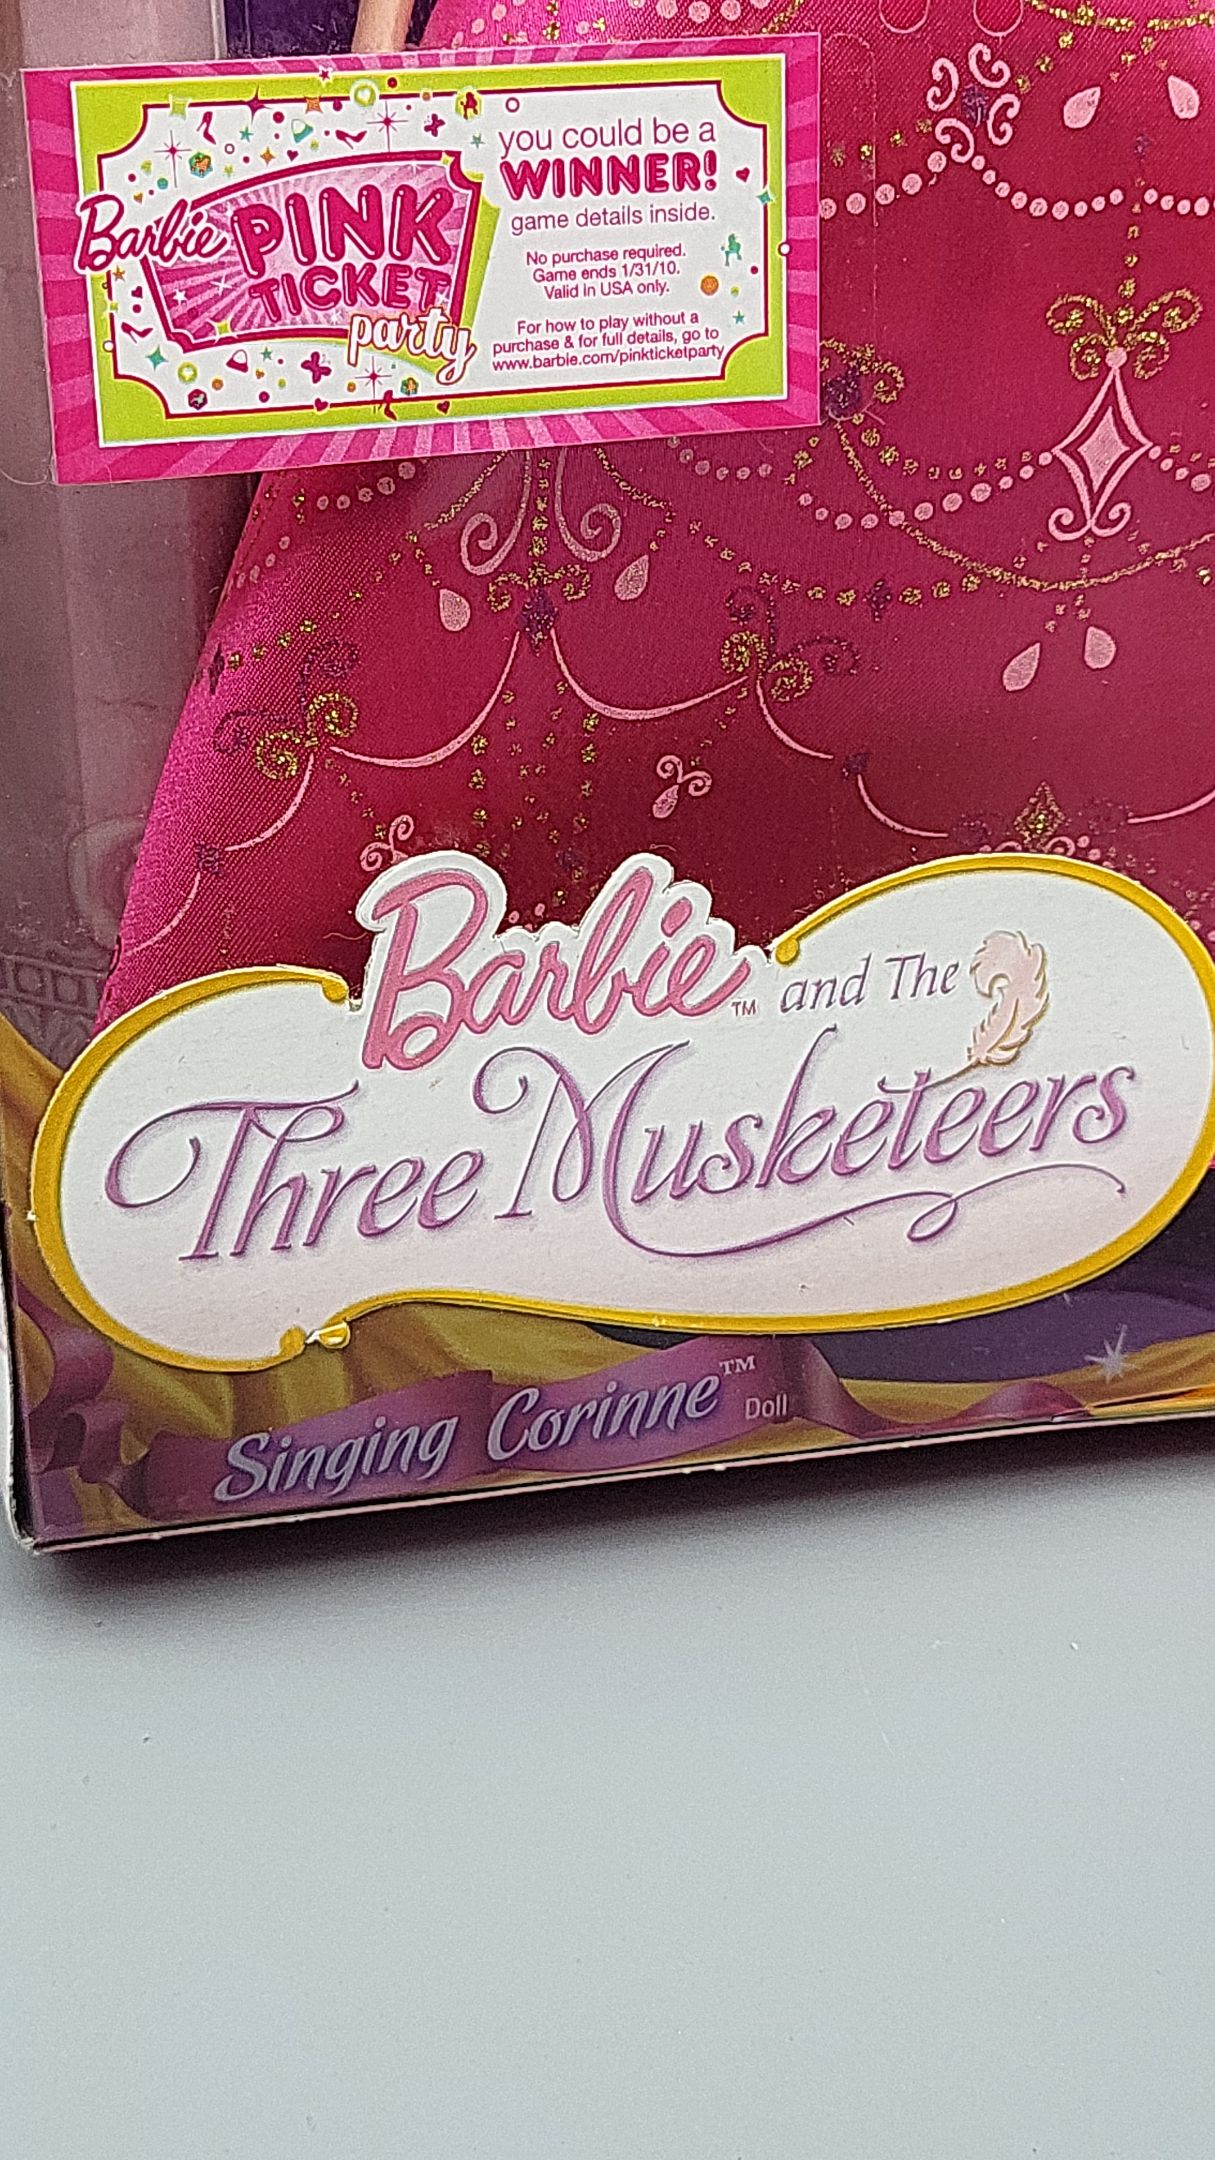 Barbie PINK TICKET party
you could be a
WINNER!
game details inside.
No purchase required.
Game ends 1/31/10.
Valid in USA only.
For how to play without a
purchase & for full details, go to
www.barbie.com/pinkticketparty
Barbie™ and The
Three Musketeers
Singing Corinne™ Doll